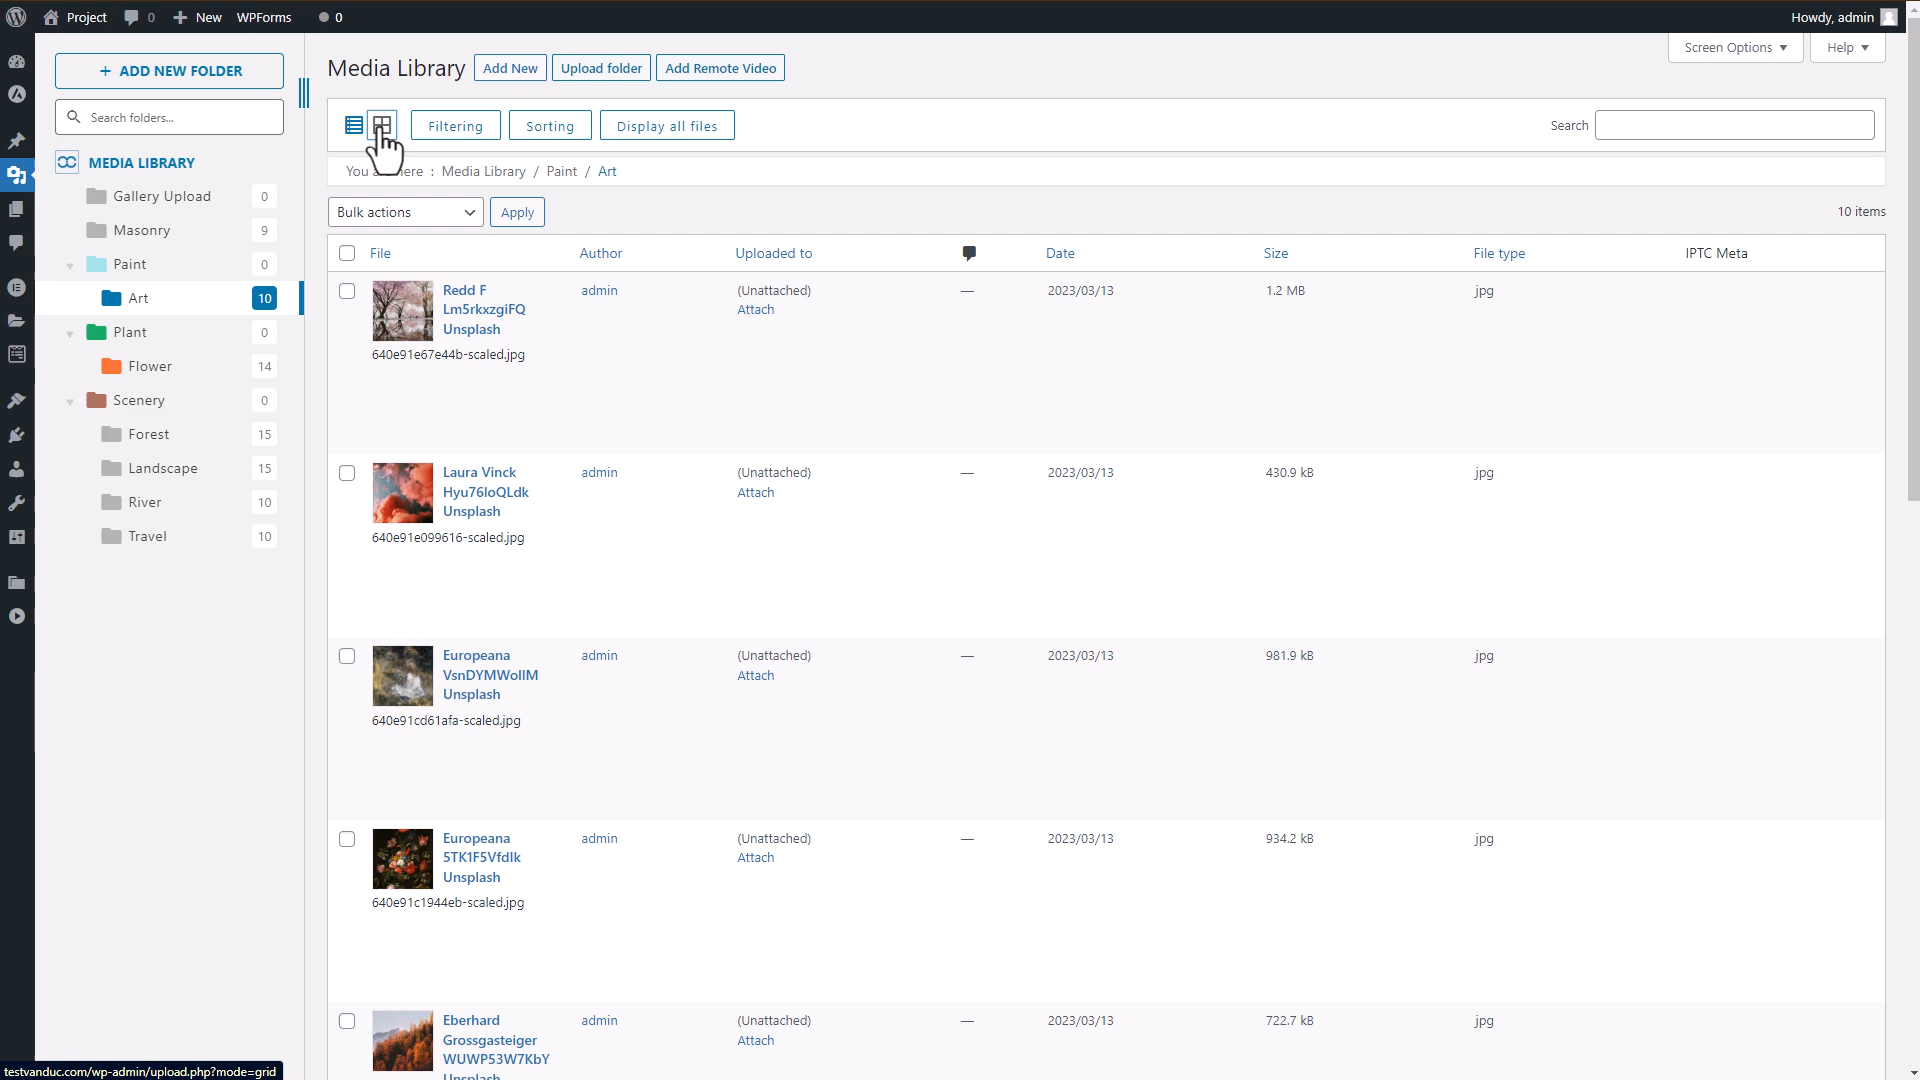 Project 0 New WPForms 0 Howdy, admin
Screen Options Help
ADD NEW FOLDER
Search folders...
MEDIA LIBRARY
Gallery Upload 0
Masonry 9
Paint 0
Art 10
Plant 0
Flower 14
Scenery 0
Forest 15
Landscape 15
River 10
Travel 10
Media Library Add New Upload folder Add Remote Video
Filtering Sorting Display all files Search
You here : Media Library / Paint / Art
Bulk actions Apply 10 items
File Author Uploaded to Date Size File type IPTC Meta
Redd F admin (Unattached) — 2023/03/13 1.2 MB jpg
Lm5rkxzgiFQ Attach
Unsplash
640e91e67e44b-scaled.jpg
Laura Vinck admin (Unattached) — 2023/03/13 430.9 kB jpg
Hyu76loQLdk Attach
Unsplash
640e91e099616-scaled.jpg
Europeana admin (Unattached) — 2023/03/13 981.9 kB jpg
VsnDYMWollM Attach
Unsplash
640e91cd61afa-scaled.jpg
Europeana admin (Unattached) — 2023/03/13 934.2 kB jpg
5TK1F5Vfdlk Attach
Unsplash
640e91c1944eb-scaled.jpg
Eberhard admin (Unattached) — 2023/03/13 722.7 kB jpg
Grossgasteiger Attach
WUWP53W7KbY
Unsplash
testvanduc.com/wp-admin/upload.php?mode=grid